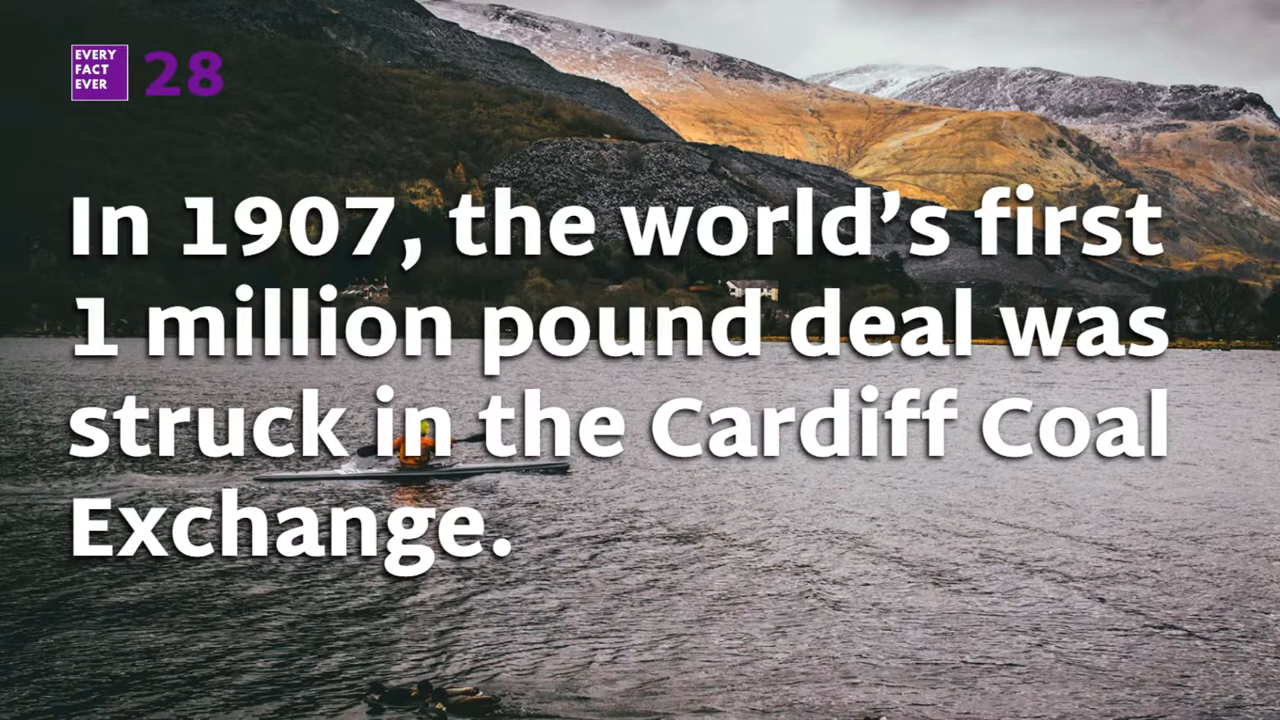 EVERY
FACT
EVER
28
In 1907, the world’s first
1 million pound deal was
struck in the Cardiff Coal
Exchange.